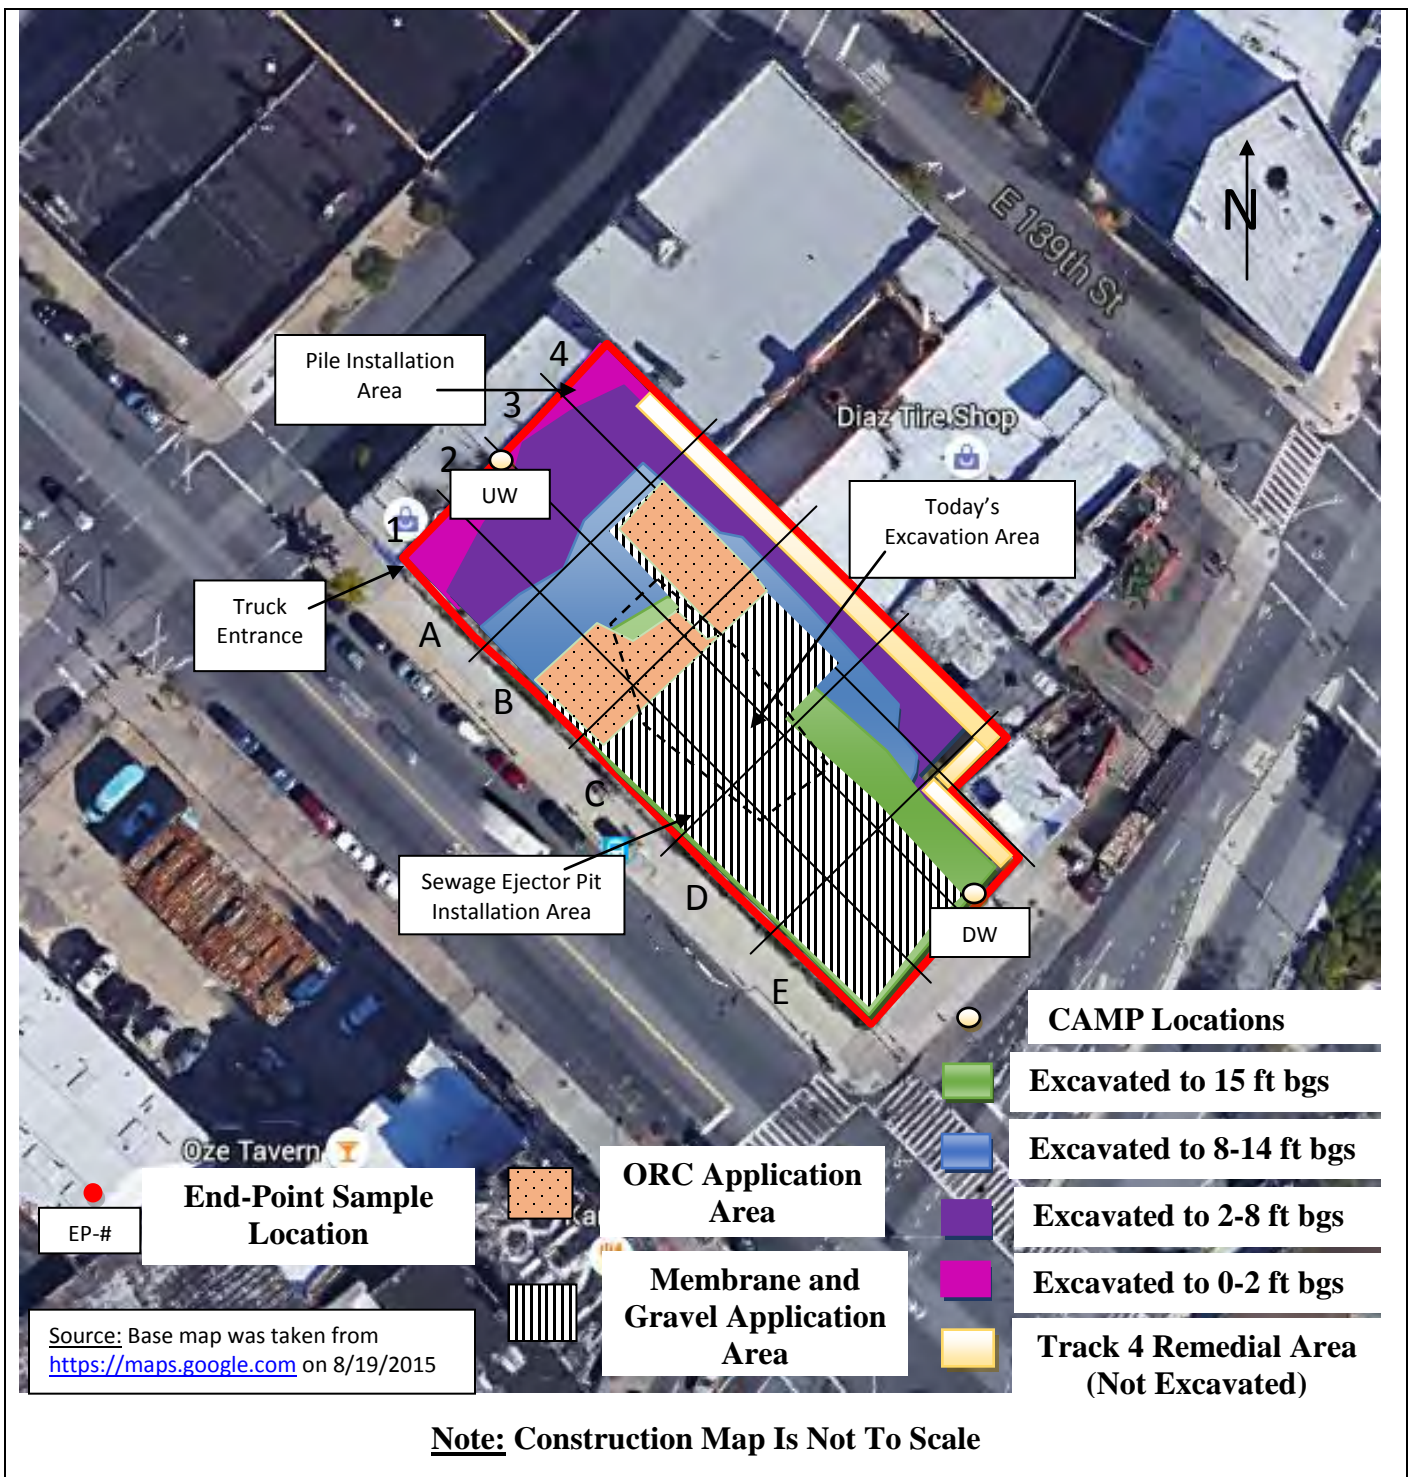 E 139th St
N
Pile Installation
Area
4
3
2
1
UW
Diaz Tire Shop
Today's
Excavation Area
Truck
Entrance
A
B
C
D
E
Sewage Ejector Pit
Installation Area
DW
CAMP Locations
Excavated to 15 ft bgs
Excavated to 8-14 ft bgs
Excavated to 2-8 ft bgs
Excavated to 0-2 ft bgs
Track 4 Remedial Area
(Not Excavated)
Oze Tavern
EP-#
End-Point Sample
Location
ORC Application
Area
Membrane and
Gravel Application
Area
Source: Base map was taken from
https://maps.google.com on 8/19/2015
Note: Construction Map Is Not To Scale